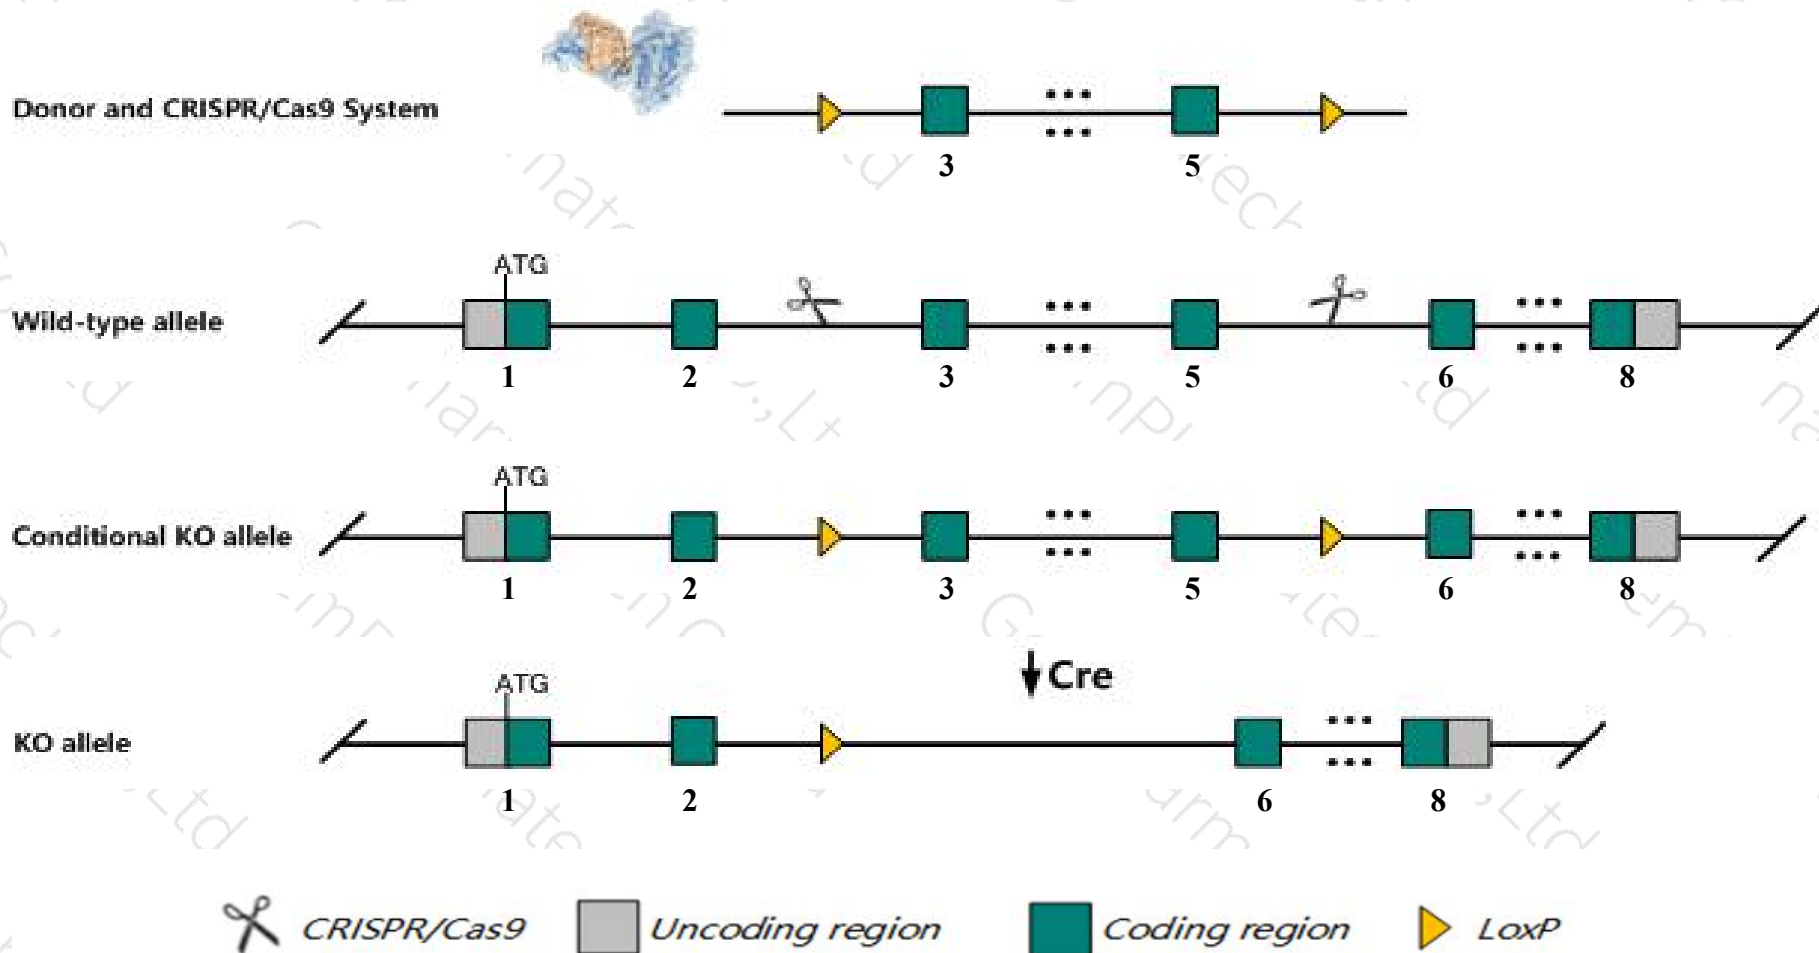 Donor and CRISPR/Cas9 System
3 ... 5
...
ATG
Wild-type allele
... ...
... ...
1 2 3 5 6 8
ATG
Conditional KO allele
... ...
... ...
1 2 3 5 6 8
Cre
ATG
KO allele
...
...
1 2 6 8
CRISPR/Cas9 Uncoding region Coding region LoxP